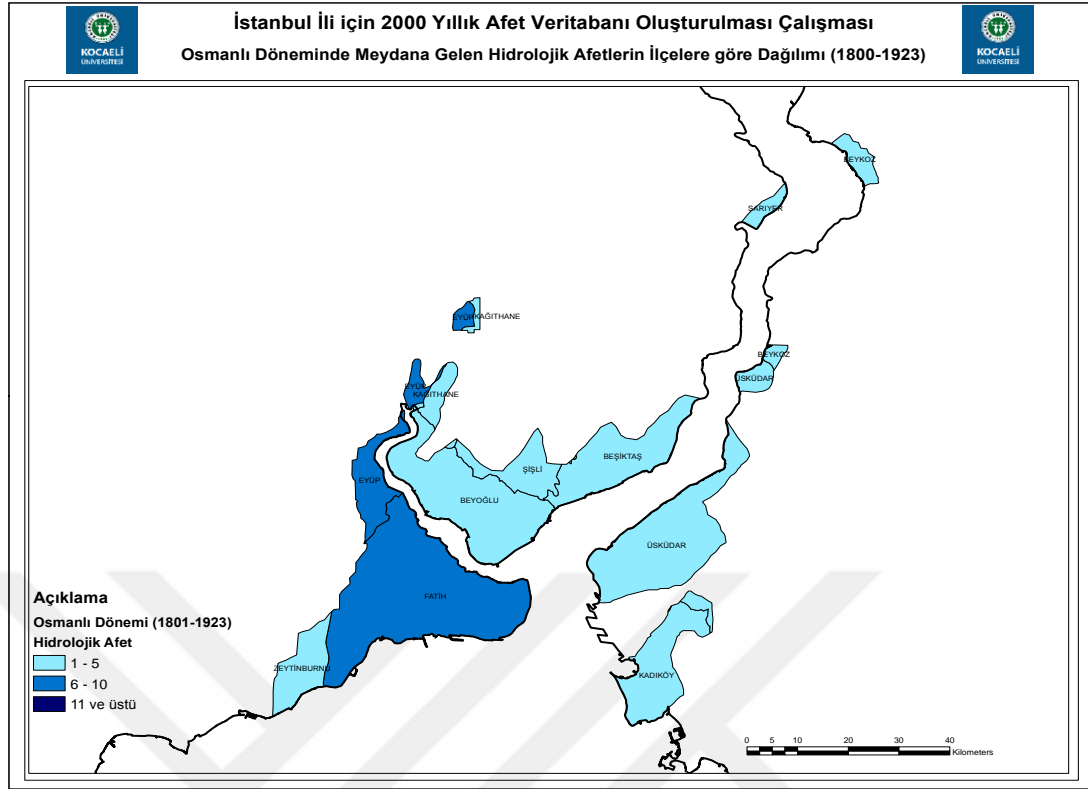 İstanbul İli için 2000 Yıllık Afet Veritabanı Oluşturulması Çalışması
Osmanlı Döneminde Meydana Gelen Hidrolojik Afetlerin İlçelere göre Dağılımı (1800-1923)
KOCAELİ
ÜNİVERSİTESİ
KOCAELİ
ÜNİVERSİTESİ
BEYKOZ
SARIYER
EYÜP
KAĞITHANE
BEYKOZ
ÜSKÜDAR
EYÜP
KAĞITHANE
BEŞİKTAŞ
ŞİŞLİ
EYÜP
BEYOĞLU
ÜSKÜDAR
FATİH
ZEYTİNBURNU
KADIKÖY
Açıklama
Osmanlı Dönemi (1801-1923)
Hidrolojik Afet
1 - 5
6 - 10
11 ve üstü
0 5 10 20 30 40
Kilometers